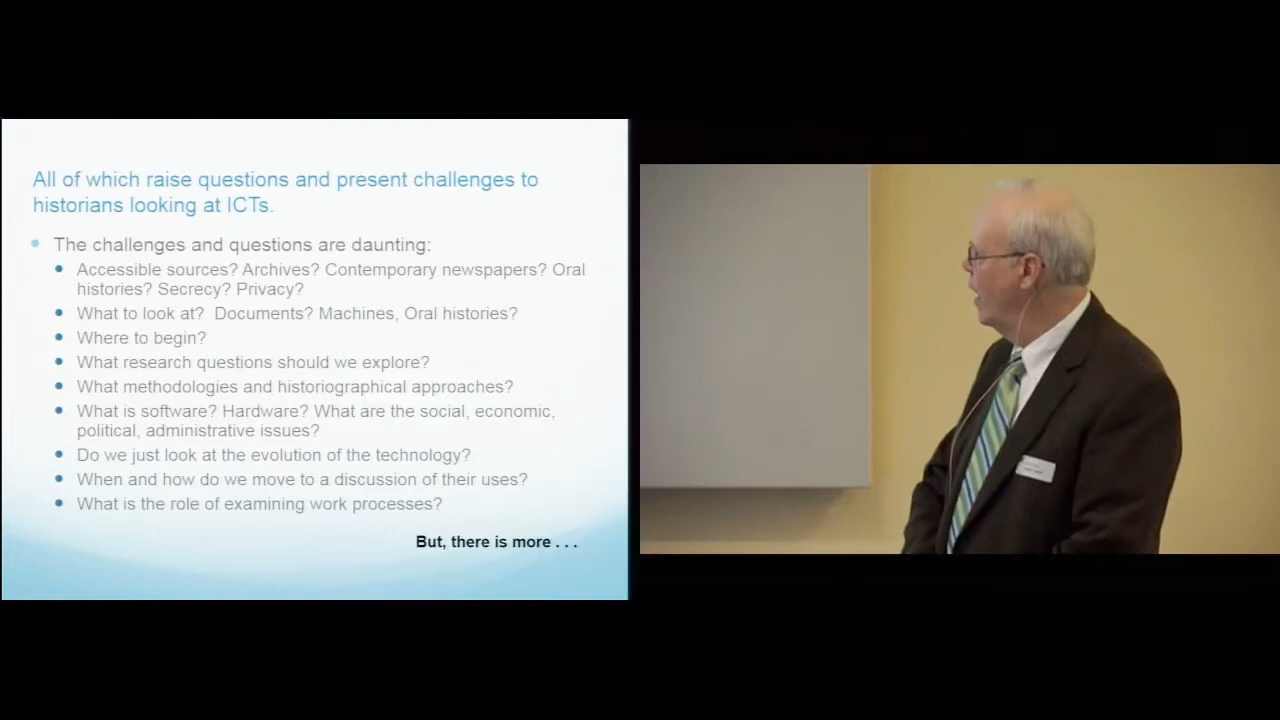 All of which raise questions and present challenges to
historians looking at ICTs.
The challenges and questions are daunting:
Accessible sources? Archives? Contemporary newspapers? Oral
histories? Secrecy? Privacy?
What to look at?  Documents? Machines, Oral histories?
Where to begin?
What research questions should we explore?
What methodologies and historiographical approaches?
What is software? Hardware? What are the social, economic,
political, administrative issues?
Do we just look at the evolution of the technology?
When and how do we move to a discussion of their uses?
What is the role of examining work processes?
But, there is more . . .